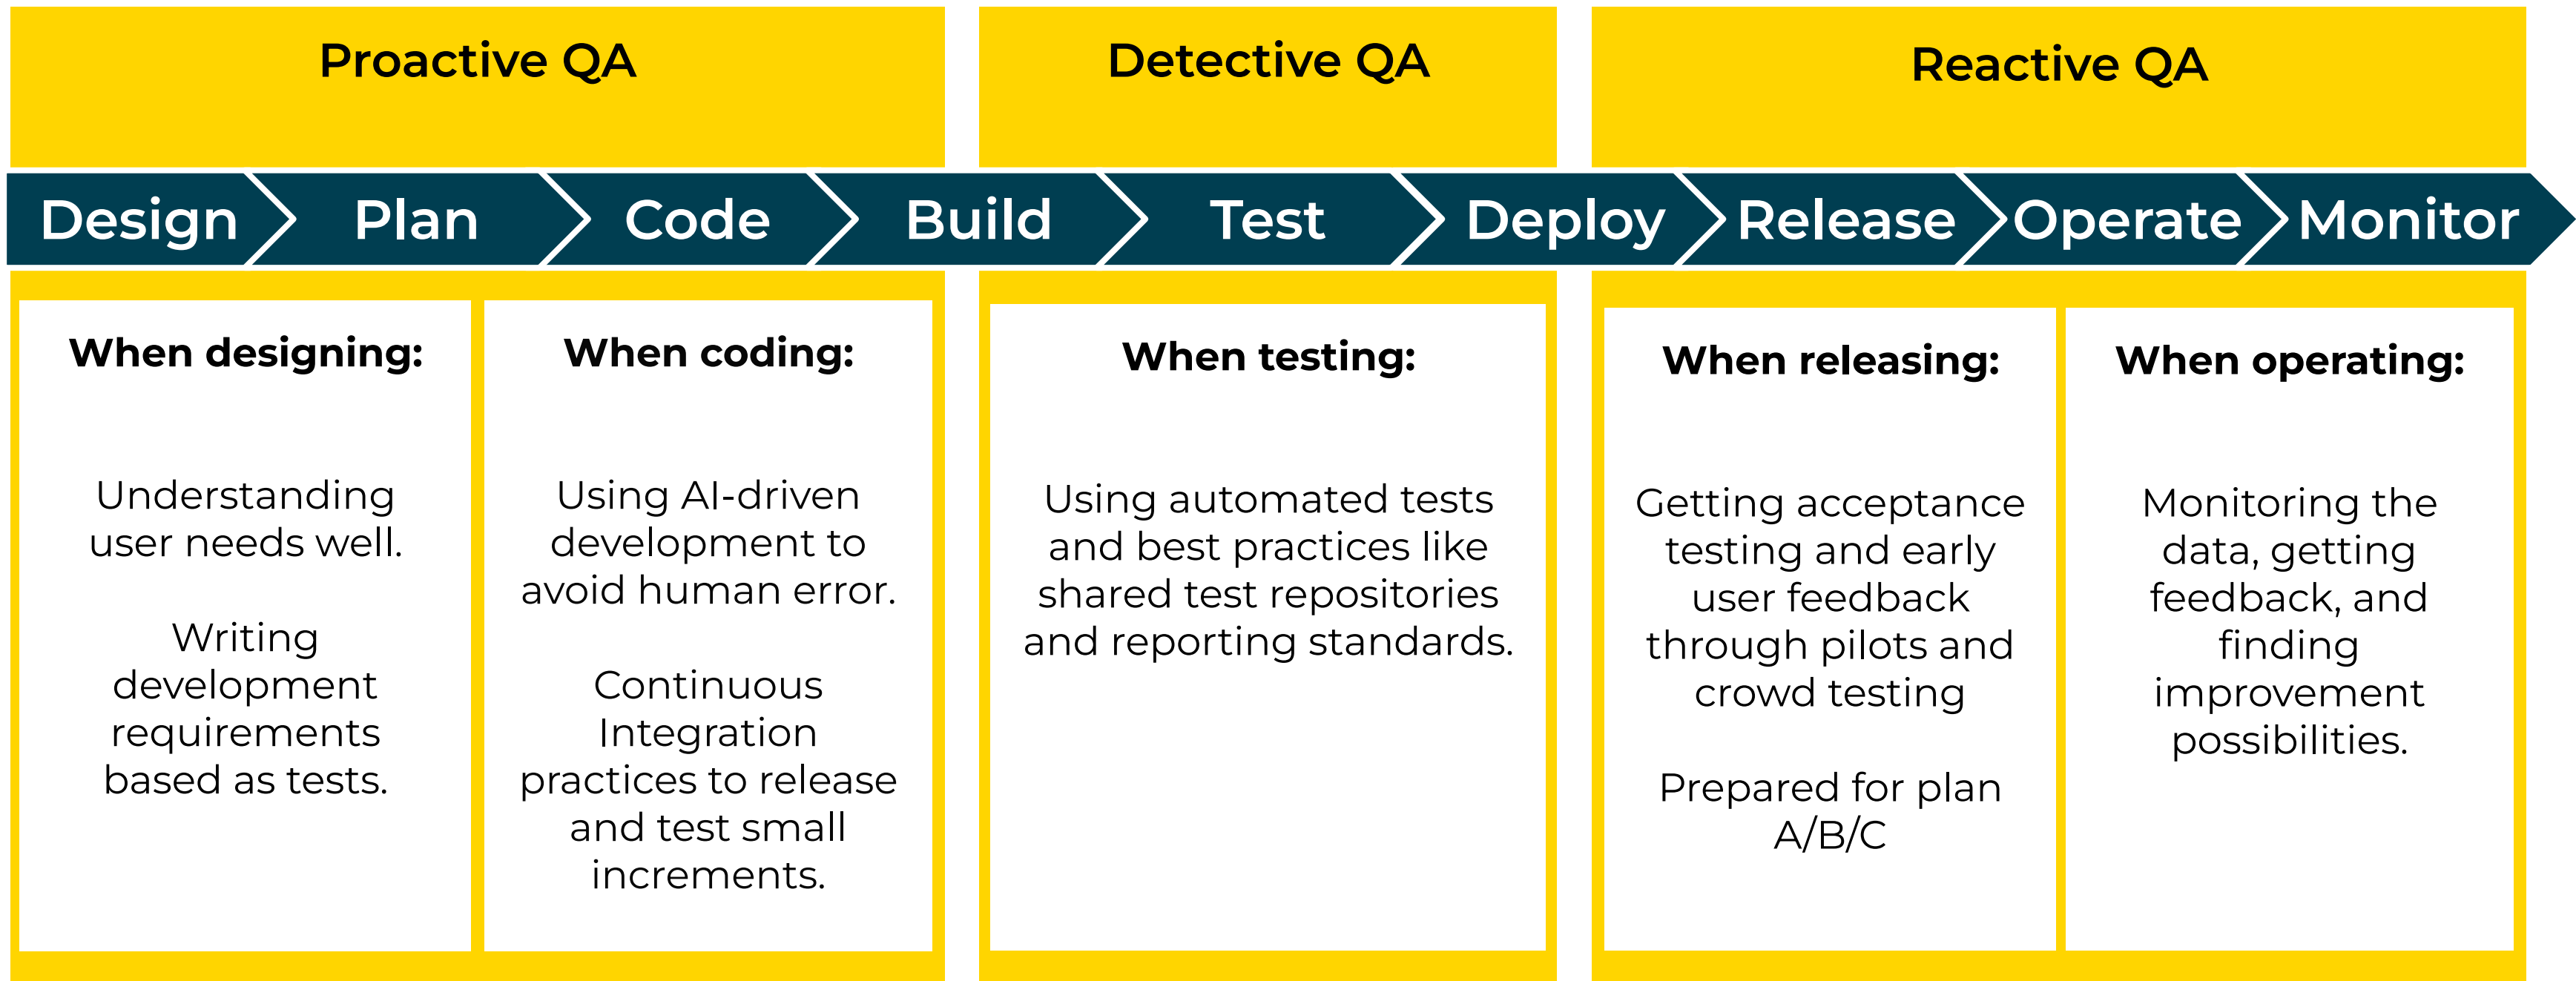 Proactive QA
Detective QA
Reactive QA
Design
Plan
Code
Build
Test
Deploy
Release
Operate
Monitor
When designing:
Understanding
user needs well.
Writing
development
requirements
based as tests.
When coding:
Using AI-driven
development to
avoid human error.
Continuous
Integration
practices to release
and test small
increments.
When testing:
Using automated tests
and best practices like
shared test repositories
and reporting standards.
When releasing:
Getting acceptance
testing and early
user feedback
through pilots and
crowd testing
Prepared for plan
A/B/C
When operating:
Monitoring the
data, getting
feedback, and
finding
improvement
possibilities.